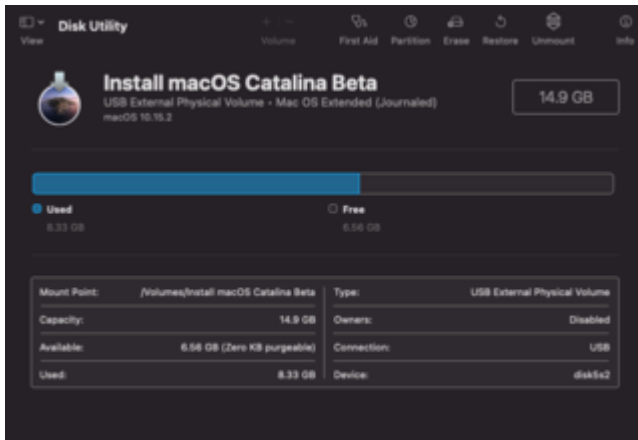 Disk Utility
View
Volume
First Aid
Partition
Erase
Restore
Unmount
Info
Install macOS Catalina Beta
USB External Physical Volume • Mac OS Extended (Journaled)
macOS 10.15.2
14.9 GB
Used
8.33 GB
Free
6.56 GB
Mount Point: /Volumes/Install macOS Catalina Beta
Type: USB External Physical Volume
Capacity: 14.9 GB
Owners: Disabled
Available: 6.56 GB (Zero KB purgeable)
Connection: USB
Used: 8.33 GB
Device: disk5s2